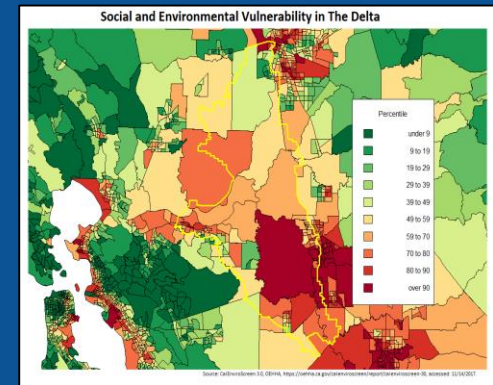 Social and Environmental Vulnerability in The Delta
Percentile
under 9
9 to 19
19 to 29
29 to 39
39 to 49
49 to 59
59 to 70
70 to 80
80 to 90
over 90
Source: CalEnviroScreen 3.0, OEHHA, https://oehha.ca.gov/calenviroscreen/report/calenviroscreen-30, accessed 11/14/2017